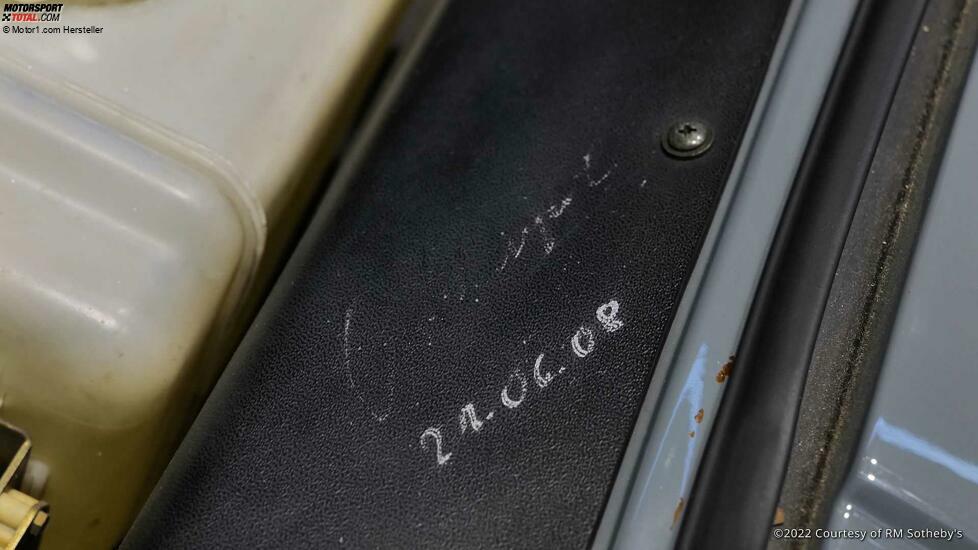 MOTORSPORT
TOTAL.COM
© Motor1.com Hersteller
21.06.08
©2022 Courtesy of RM Sotheby's